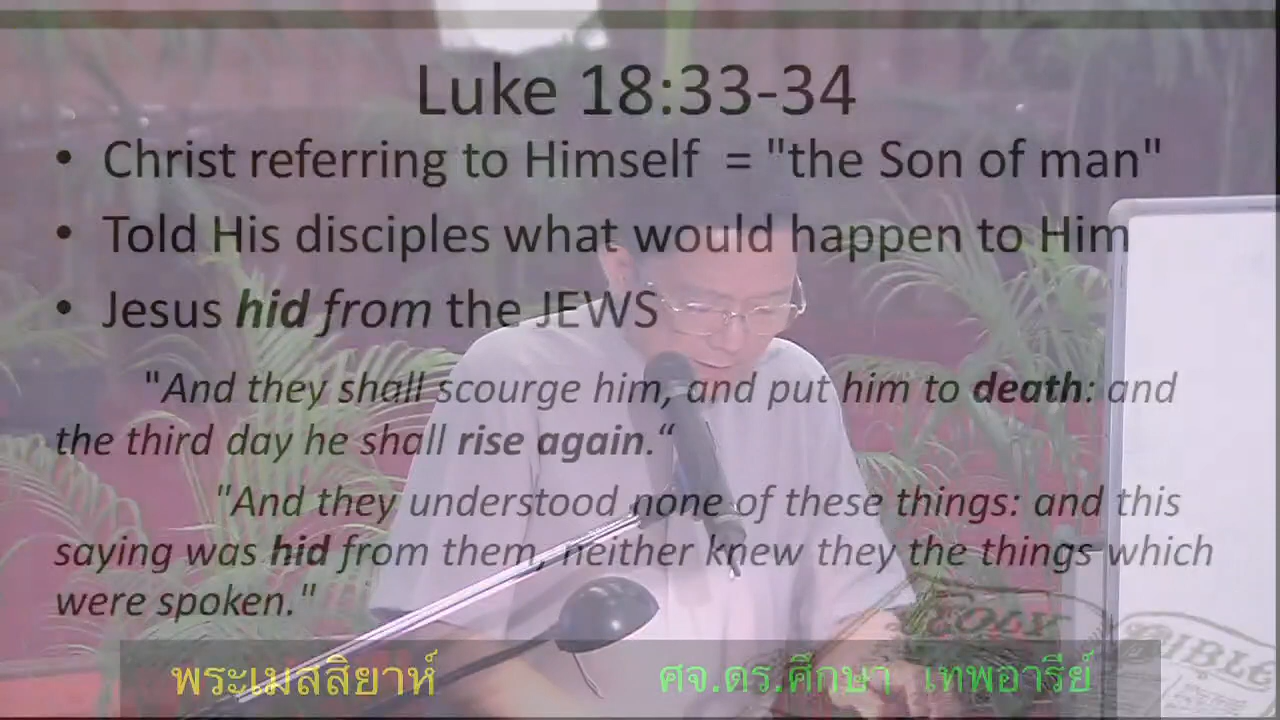 Luke 18:33-34
• Christ referring to Himself = "the Son of man"
• Told His disciples what would happen to Him
• Jesus hid from the JEWS
"And they shall scourge him, and put him to death: and
the third day he shall rise again.“
"And they understood none of these things: and this
saying was hid from them, neither knew they the things which
were spoken."
พระเมสสิยาห์ ศจ.ดร.ศึกษา เทพอารีย์
HOLY BIBLE